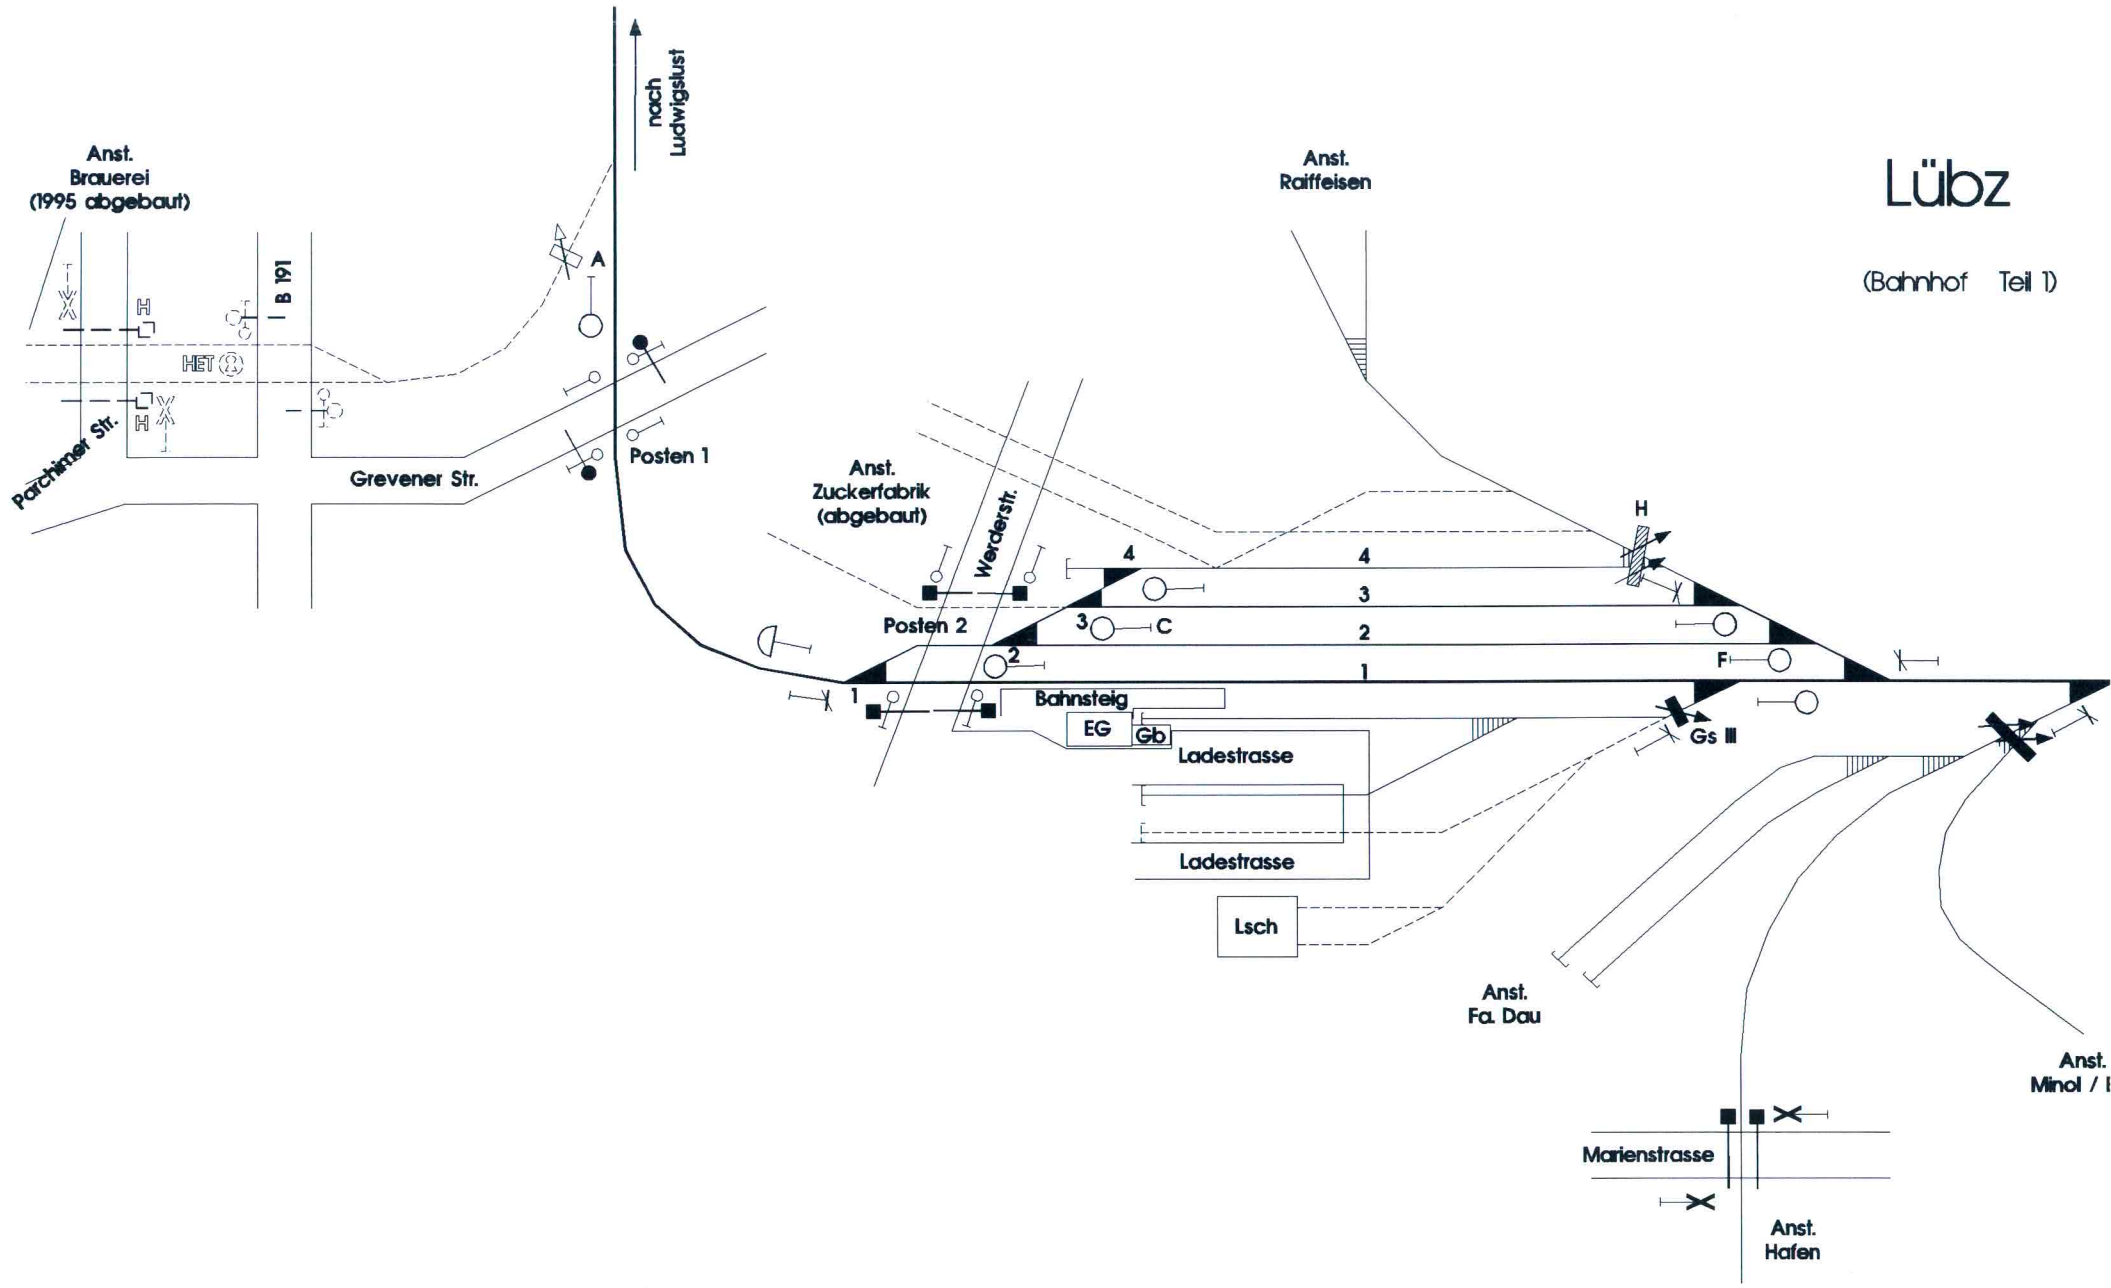 nach
Ludwigslust
Anst.
Brauerei
(1995 abgebaut)
Anst.
Raiffeisen
Lübz
(Bahnhof Teil 1)
A
B 191
H
HET
H
Parchimer Str.
Grevener Str.
Posten 1
Anst.
Zuckerfabrik
(abgebaut)
Werderstr.
H
4
4
3
Posten 2
3
C
2
2
F
1
1
Bahnsteig
EG
Gb
Gs III
Ladestrasse
Ladestrasse
Lsch
Anst.
Fa. Dau
Anst.
Minol /
Marienstrasse
Anst.
Hafen